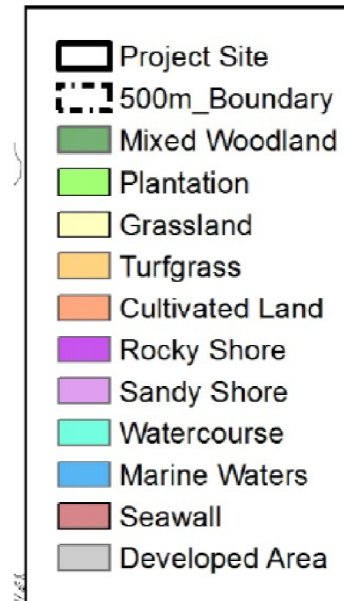 Project Site
500m_Boundary
Mixed Woodland
Plantation
Grassland
Turfgrass
Cultivated Land
Rocky Shore
Sandy Shore
Watercourse
Marine Waters
Seawall
Developed Area